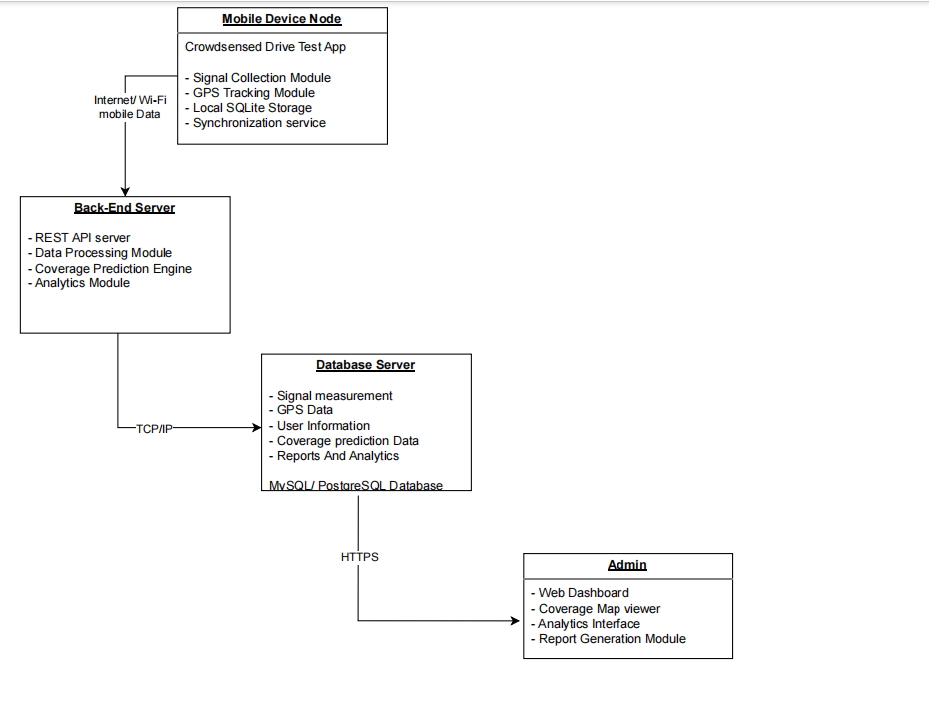 Mobile Device Node
Crowdsensed Drive Test App
- Signal Collection Module
- GPS Tracking Module
- Local SQLite Storage
- Synchronization service
Internet/ Wi-Fi
mobile Data
Back-End Server
- REST API server
- Data Processing Module
- Coverage Prediction Engine
- Analytics Module
Database Server
- Signal measurement
- GPS Data
- User Information
- Coverage prediction Data
- Reports And Analytics
MySQL/ PostgreSQL Database
TCP/IP
HTTPS
Admin
- Web Dashboard
- Coverage Map viewer
- Analytics Interface
- Report Generation Module